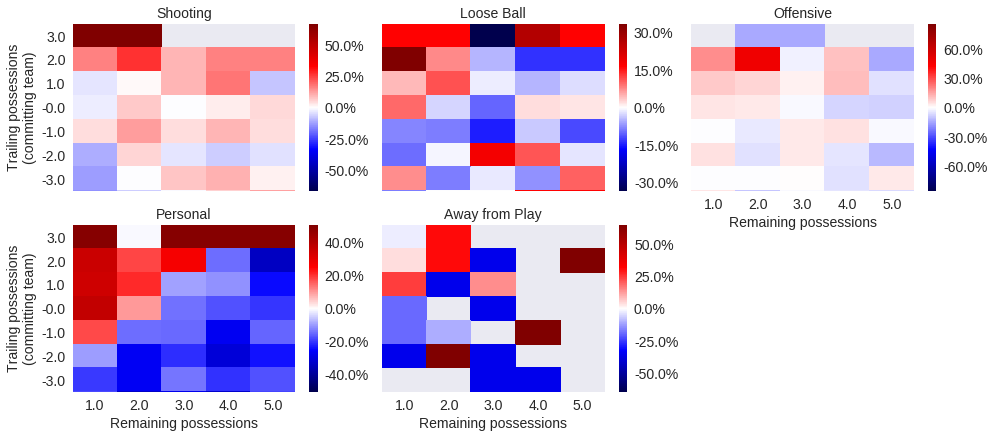 Shooting
Loose Ball
Offensive
Trailing possessions
(committing team)
3.0
2.0
1.0
-0.0
-1.0
-2.0
-3.0
50.0%
25.0%
0.0%
-25.0%
-50.0%
30.0%
15.0%
0.0%
-15.0%
-30.0%
60.0%
30.0%
0.0%
-30.0%
-60.0%
1.0 2.0 3.0 4.0 5.0
Remaining possessions
Personal
Away from Play
Trailing possessions
(committing team)
3.0
2.0
1.0
-0.0
-1.0
-2.0
-3.0
40.0%
20.0%
0.0%
-20.0%
-40.0%
50.0%
25.0%
0.0%
-25.0%
-50.0%
1.0 2.0 3.0 4.0 5.0
Remaining possessions
1.0 2.0 3.0 4.0 5.0
Remaining possessions